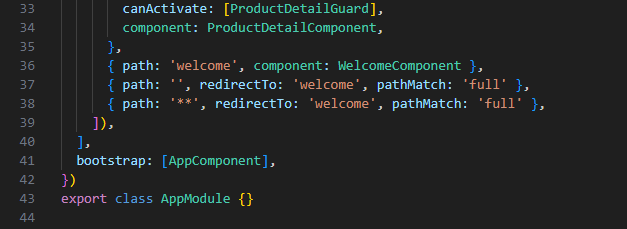 33 canActivate: [ProductDetailGuard],
34 component: ProductDetailComponent,
35 },
36 { path: 'welcome', component: WelcomeComponent },
37 { path: '', redirectTo: 'welcome', pathMatch: 'full' },
38 { path: '**', redirectTo: 'welcome', pathMatch: 'full' },
39 ]),
40 ],
41 bootstrap: [AppComponent],
42 })
43 export class AppModule {}
44